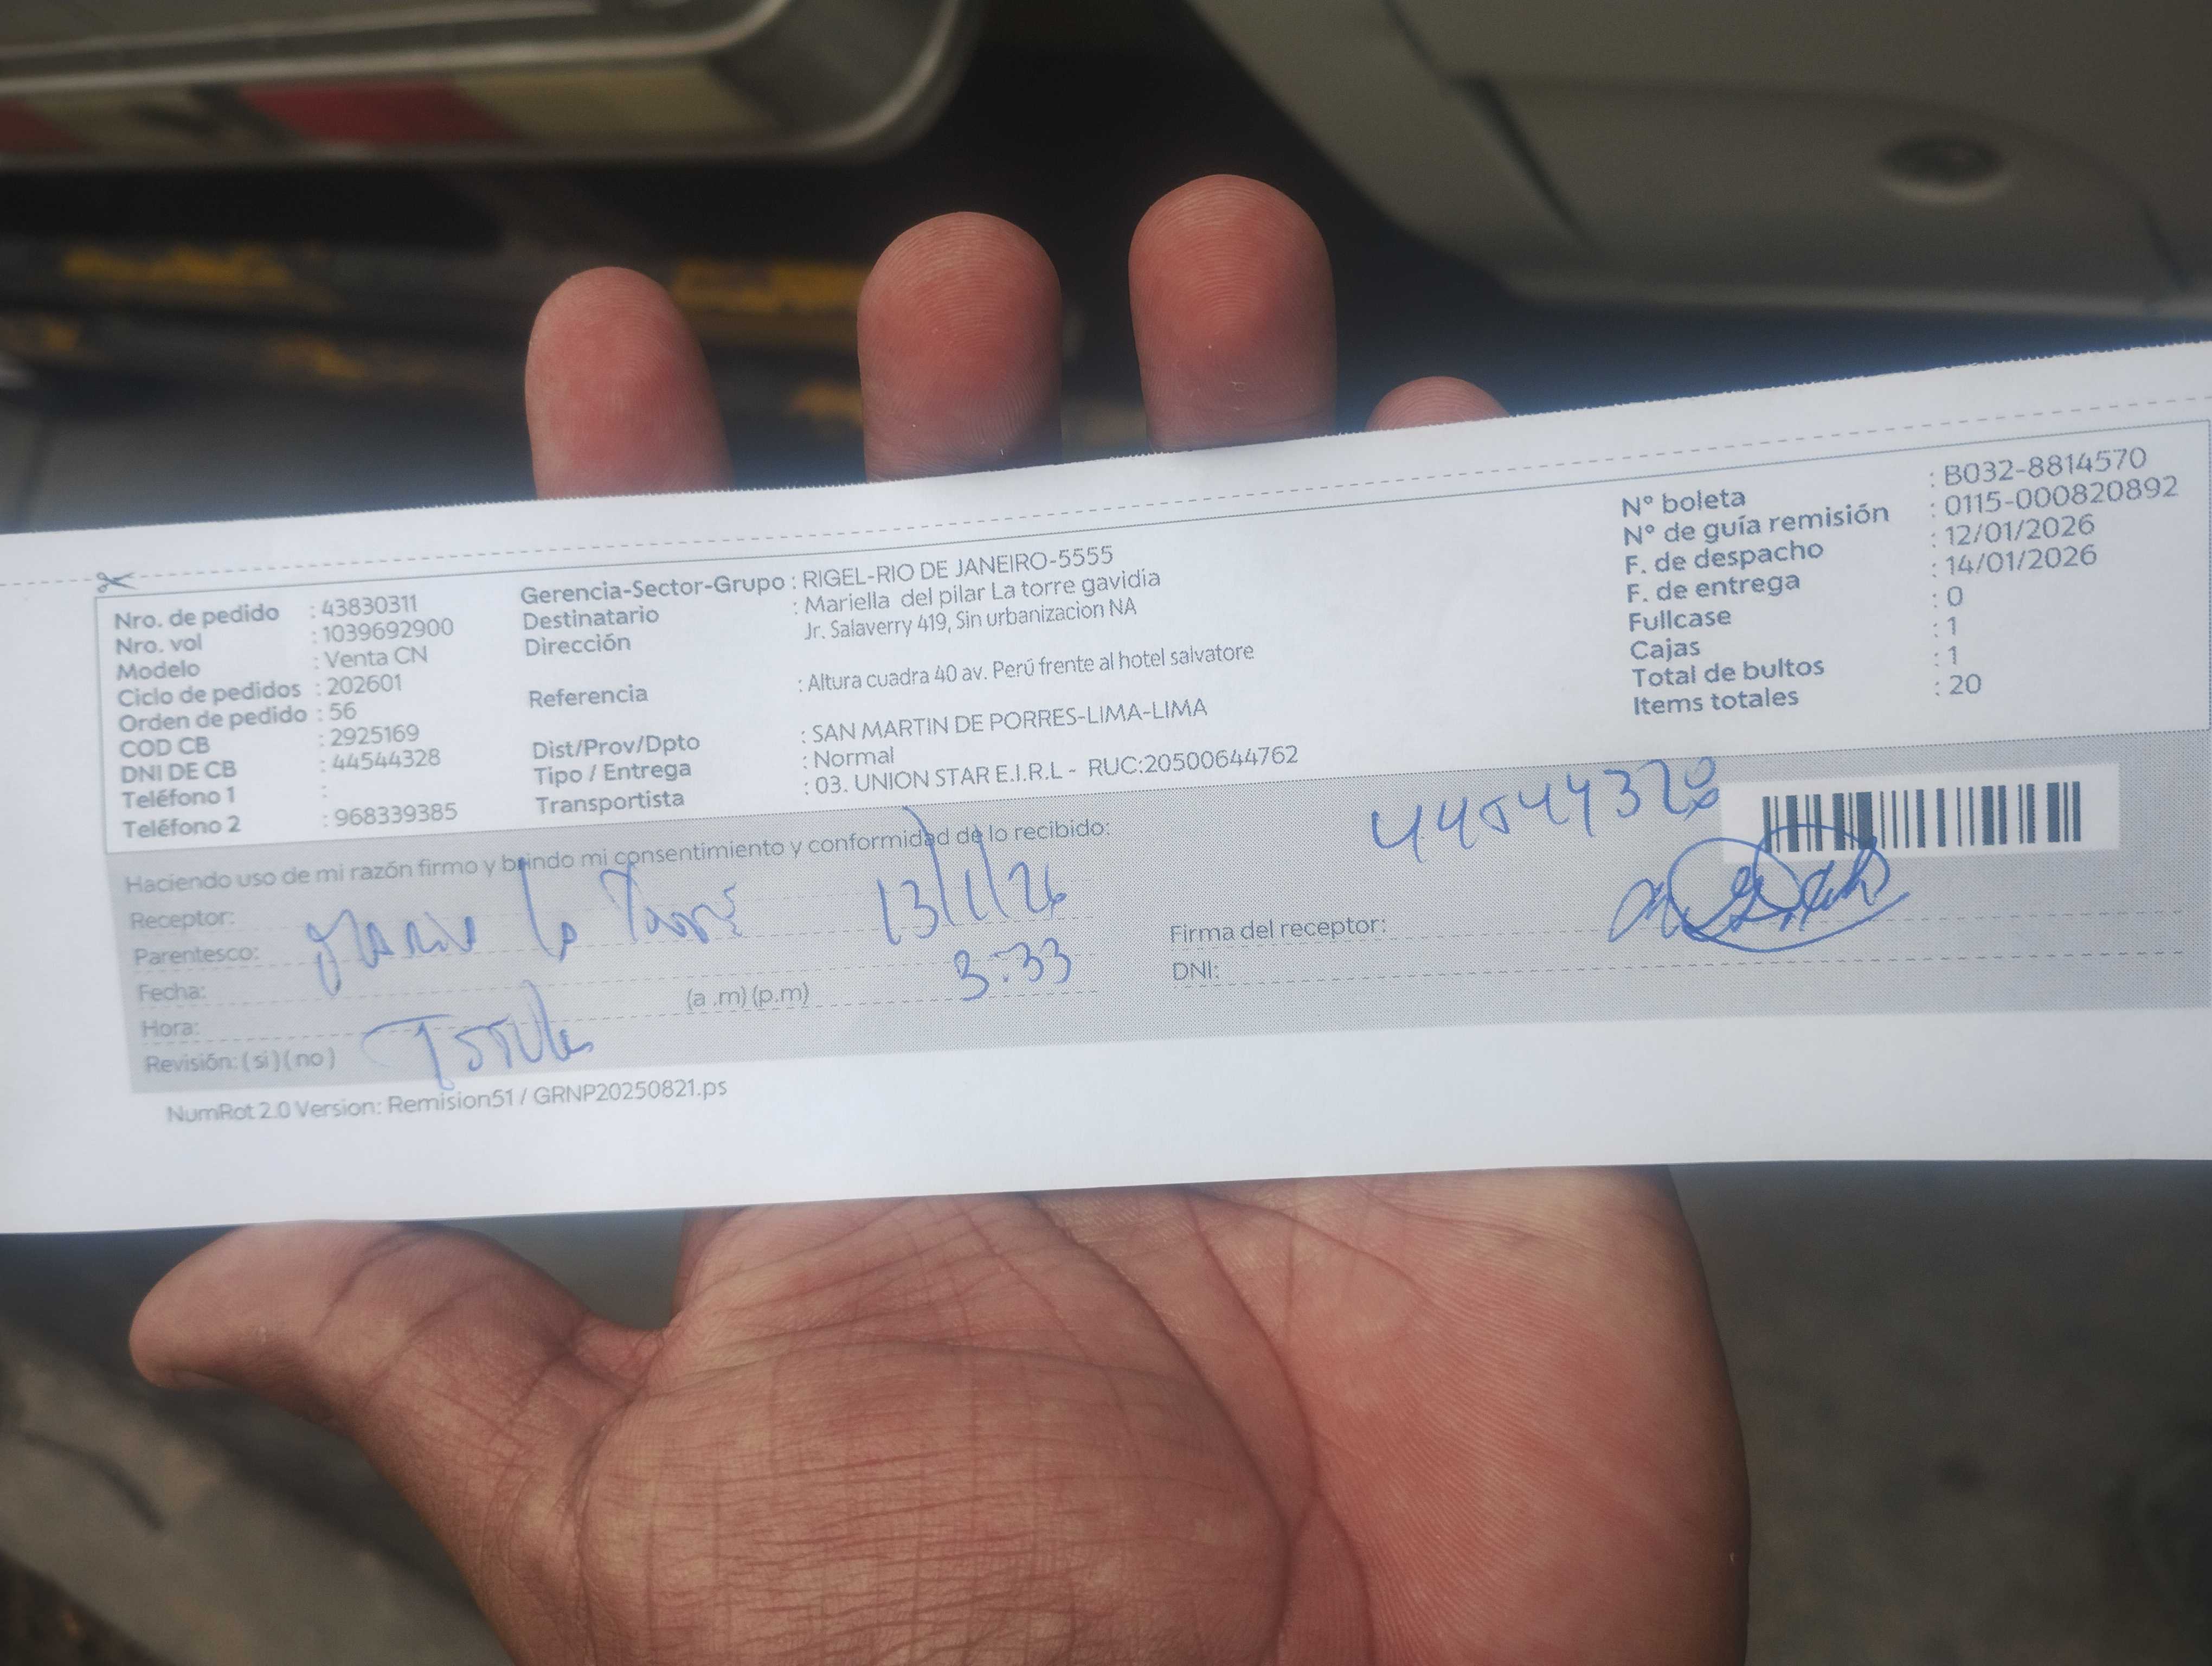 Nro. de pedido : 43830311
Nro. vol : 1039692900
Modelo : Venta CN
Ciclo de pedidos : 202601
Orden de pedido : 56
COD CB : 2925169
DNI DE CB : 44544328
Teléfono 1 :
Teléfono 2 : 968339385
Gerencia-Sector-Grupo : RIGEL-RIO DE JANEIRO-5555
Destinatario : Mariella del pilar La torre gavidia
Dirección Jr. Salaverry 419, Sin urbanizacion NA
Referencia : Altura cuadra 40 av. Perú frente al hotel salvatore
Dist/Prov/Dpto : SAN MARTIN DE PORRES-LIMA-LIMA
Tipo / Entrega : Normal
Transportista : 03. UNION STAR E.I.R.L - RUC:20500644762
N° boleta : B032-8814570
N° de guía remisión : 0115-000820892
F. de despacho : 12/01/2026
F. de entrega : 14/01/2026
Fullcase : 0
Cajas : 1
Total de bultos : 1
Items totales : 20
Haciendo uso de mi razón firmo y brindo mi consentimiento y conformidad de lo recibido:
44544328
Receptor:
Parentesco: la Torre 13/1/26
Fecha:
Hora: (a .m) (p.m) 3:33
Revisión: ( si ) ( no )
Firma del receptor:
DNI:
NumRot 2.0 Version: Remision51 / GRNP20250821.ps